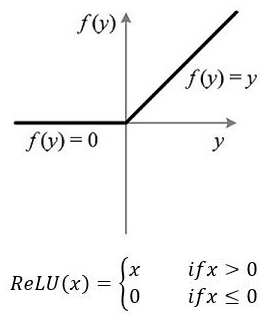 f(y)
f(y) = y
f(y) = 0
y
ReLU(x) = {x if x > 0
0 if x ≤ 0